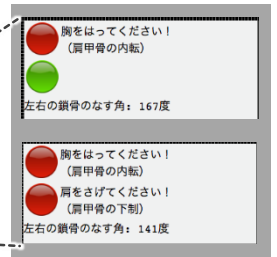 胸をはってください！
（肩甲骨の内転）
左右の鎖骨のなす角: 167度
胸をはってください！
（肩甲骨の内転）
肩をさげてください！
（肩甲骨の下制）
左右の鎖骨のなす角: 141度